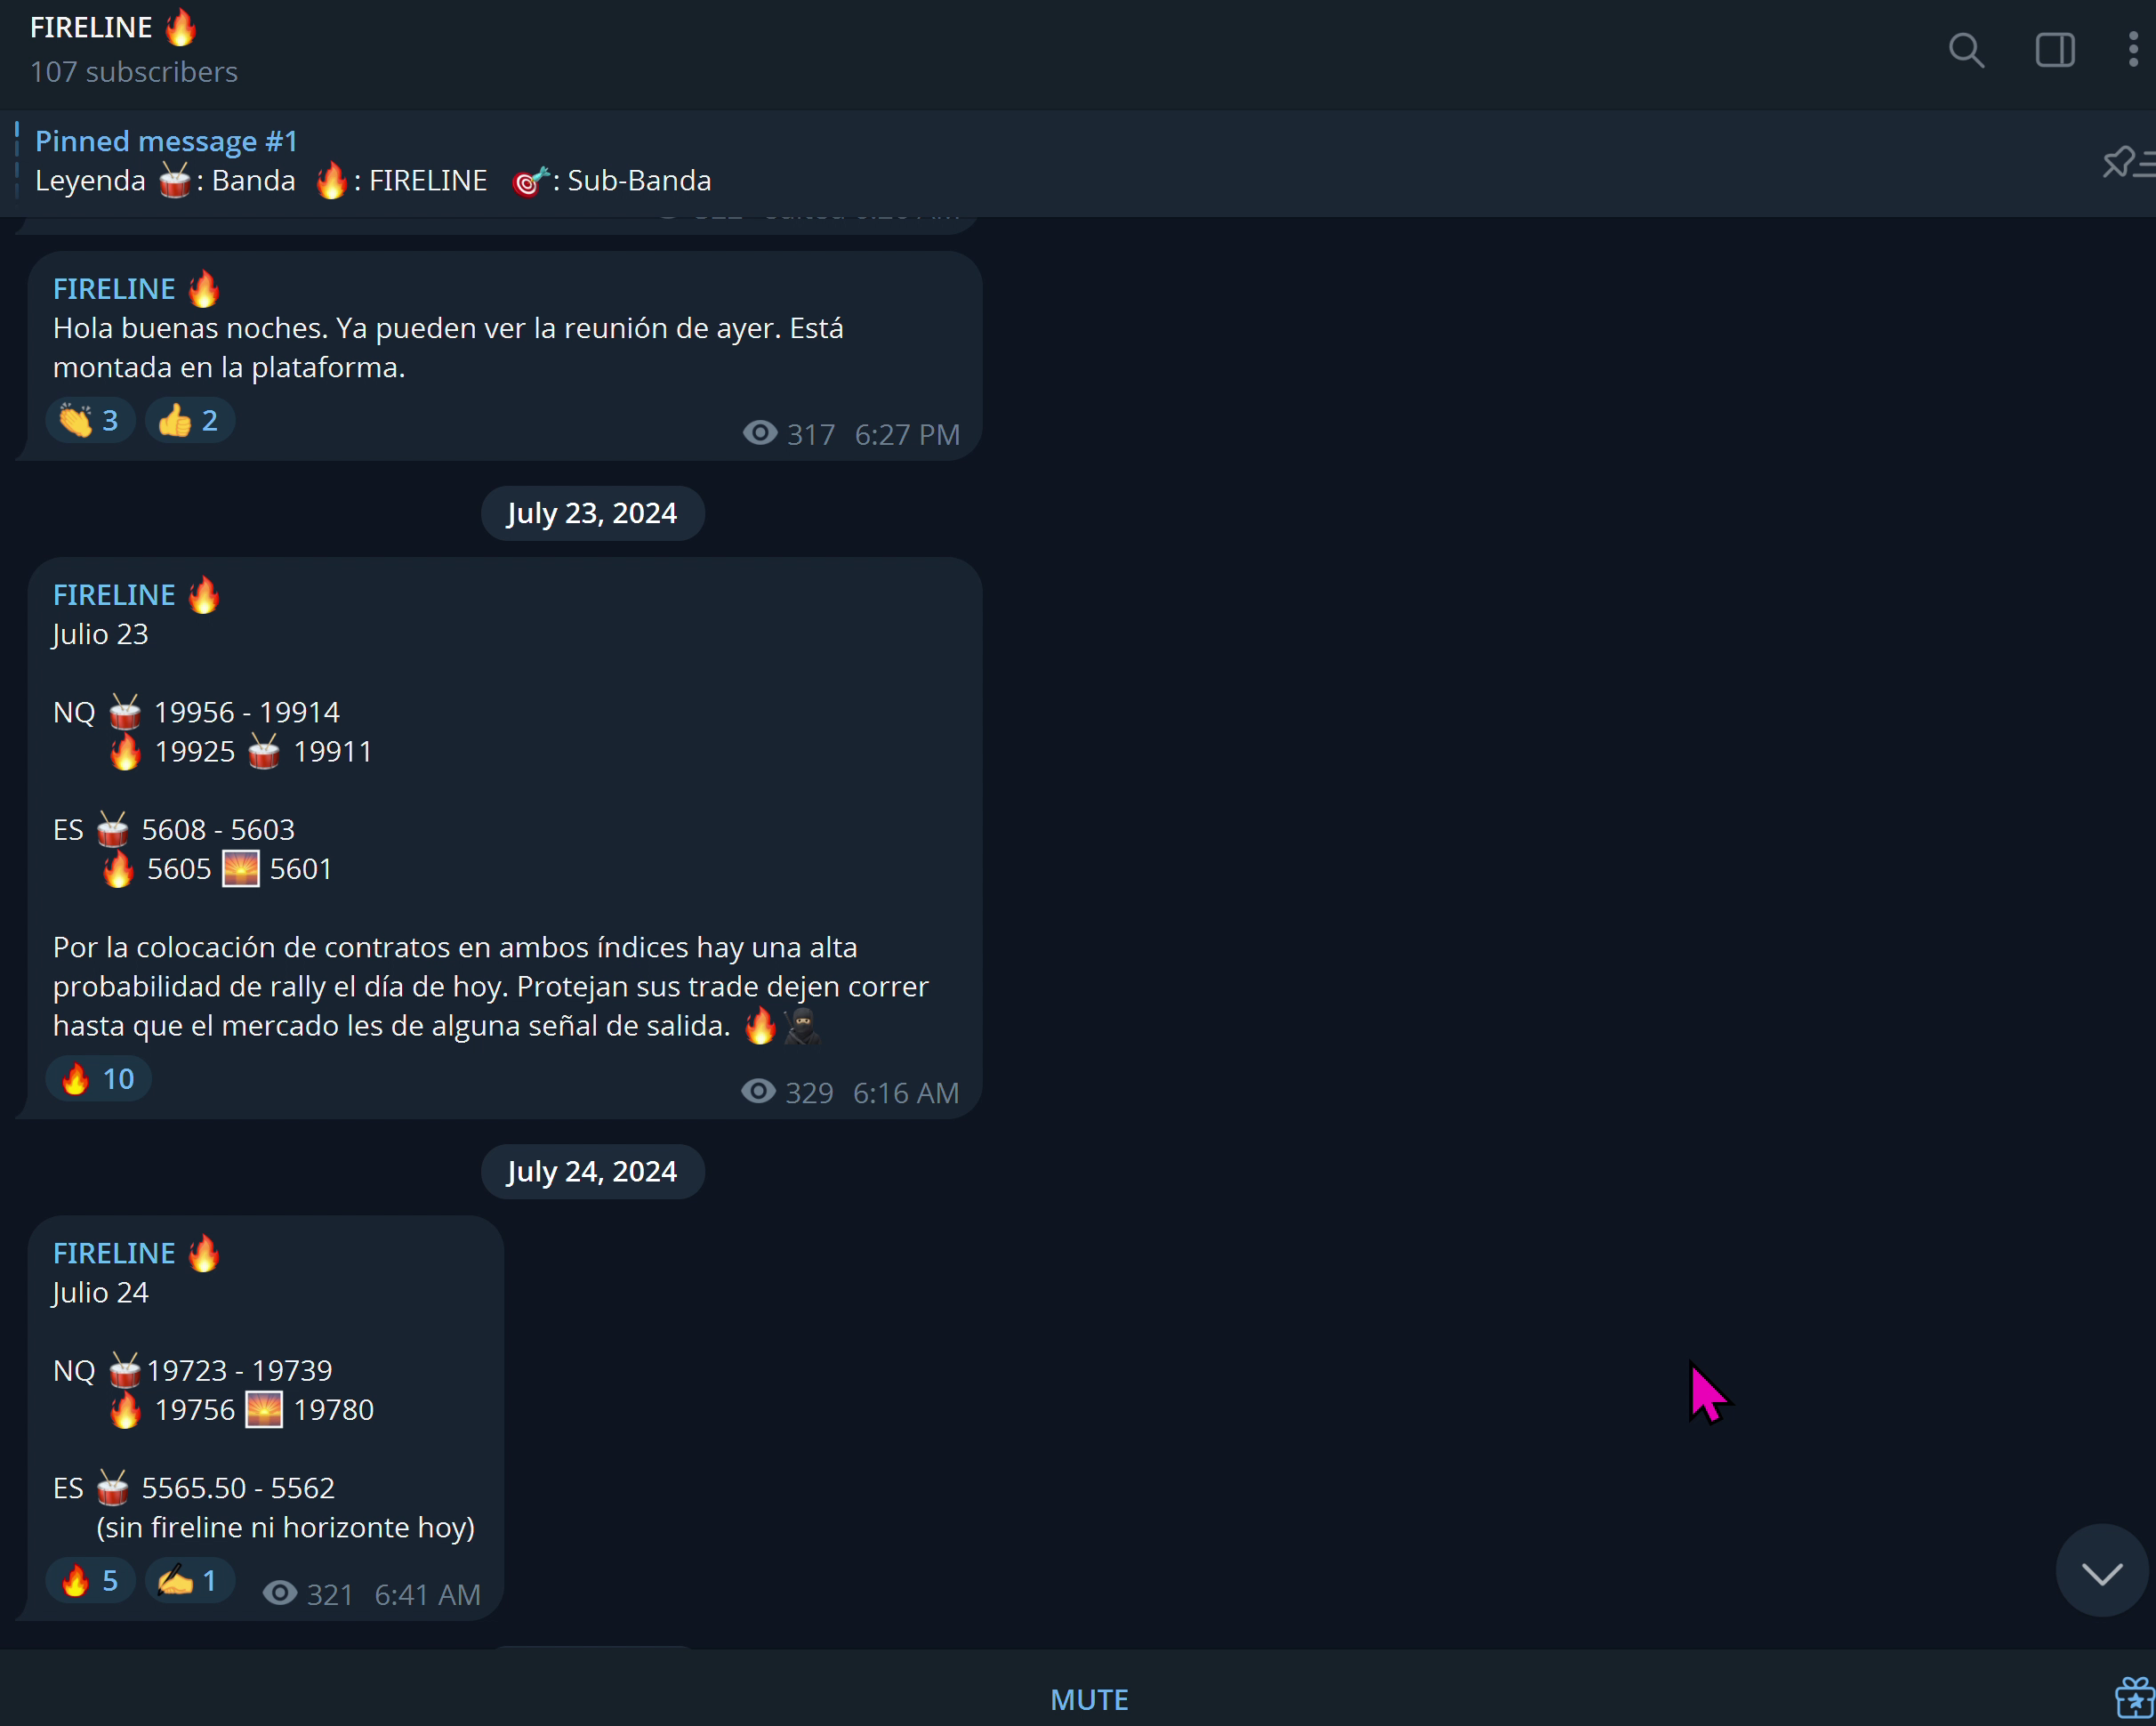 FIRELINE 🔥
107 subscribers
Pinned message #1
Leyenda 🥁: Banda 🔥: FIRELINE 🎯: Sub-Banda
FIRELINE 🔥
Hola buenas noches. Ya pueden ver la reunión de ayer. Está
montada en la plataforma.
👏 3 👍 2 317 6:27 PM
July 23, 2024
FIRELINE 🔥
Julio 23
NQ 🥁 19956 - 19914
🔥 19925 🥁 19911
ES 🥁 5608 - 5603
🔥 5605 🌅 5601
Por la colocación de contratos en ambos índices hay una alta
probabilidad de rally el día de hoy. Protejan sus trade dejen correr
hasta que el mercado les de alguna señal de salida. 🔥🥷
🔥 10 329 6:16 AM
July 24, 2024
FIRELINE 🔥
Julio 24
NQ 🥁19723 - 19739
🔥 19756 🌅 19780
ES 🥁 5565.50 - 5562
(sin fireline ni horizonte hoy)
🔥 5 ✍ 1 321 6:41 AM
MUTE